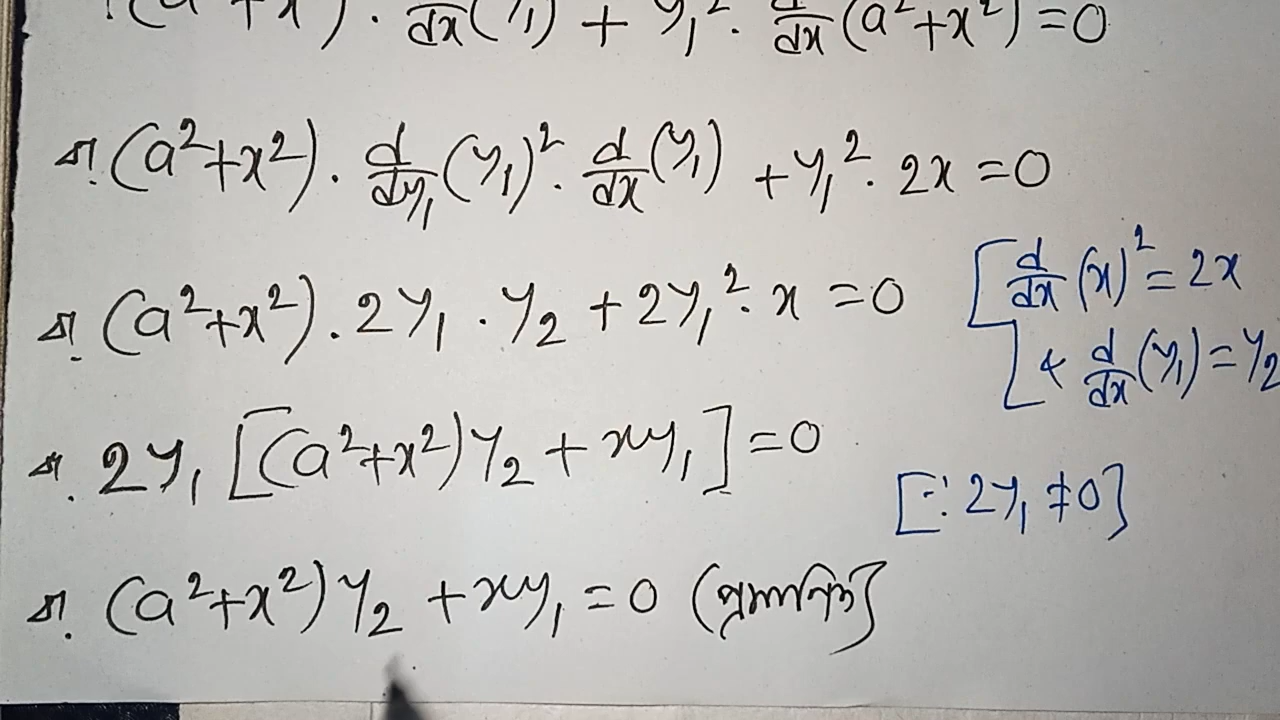 (a²+x²) · d/dx (y₁) + y₁² · d/dx (a²+x²) = 0
বা, (a²+x²) · d/dy₁ (y₁)² · d/dx (y₁) + y₁² · 2x = 0
বা, (a²+x²) · 2y₁ · y₂ + 2y₁² · x = 0
[d/dx (x)² = 2x
& d/dx (y₁) = y₂]
বা, 2y₁ [(a²+x²)y₂ + xy₁] = 0
[∵ 2y₁ ≠ 0]
বা, (a²+x²)y₂ + xy₁ = 0 (প্রমাণিত)